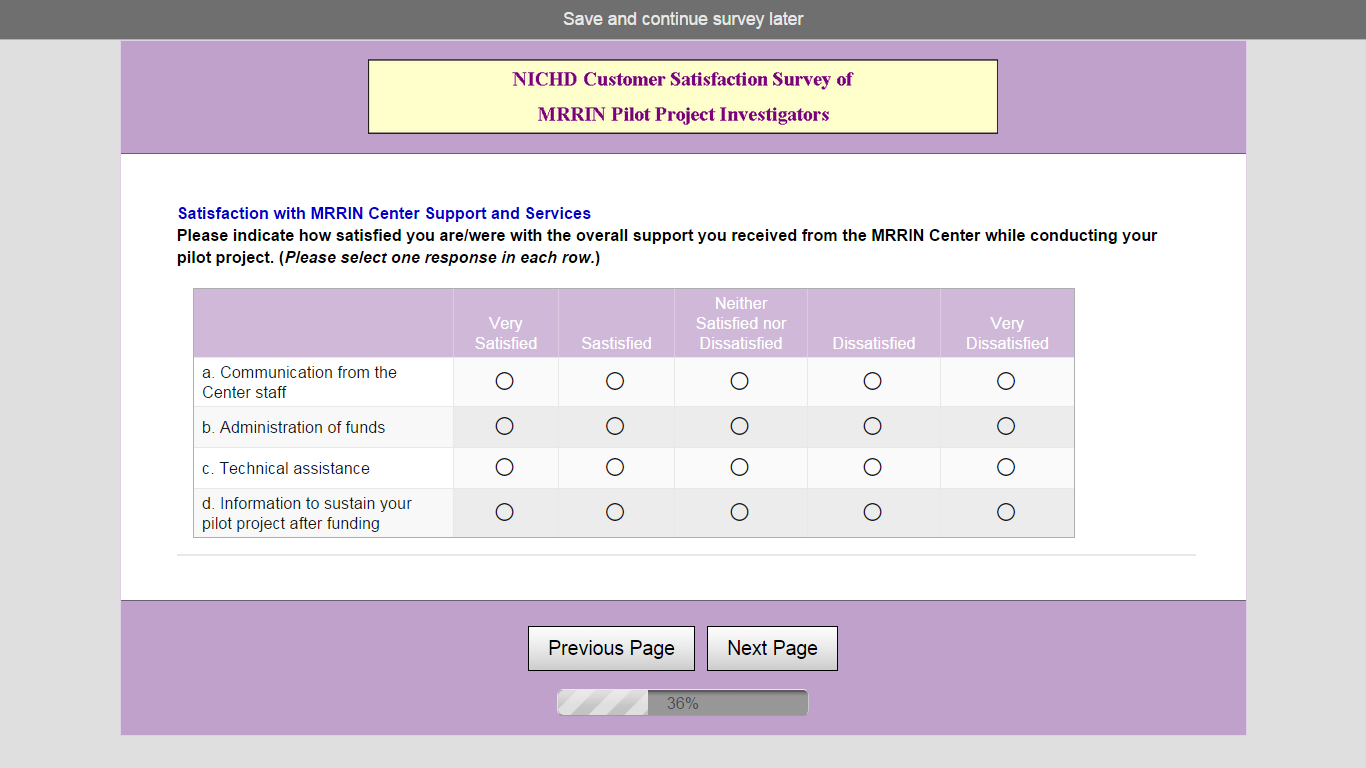 Save and continue survey later
NICHD Customer Satisfaction Survey of
MRRIN Pilot Project Investigators
Satisfaction with MRRIN Center Support and Services
Please indicate how satisfied you are/were with the overall support you received from the MRRIN Center while conducting your
pilot project. (Please select one response in each row.)
Very
Satisfied
Sastisfied
Neither
Satisfied nor
Dissatisfied
Dissatisfied
Very
Dissatisfied
a. Communication from the
Center staff
b. Administration of funds
c. Technical assistance
d. Information to sustain your
pilot project after funding
Previous Page
Next Page
36%